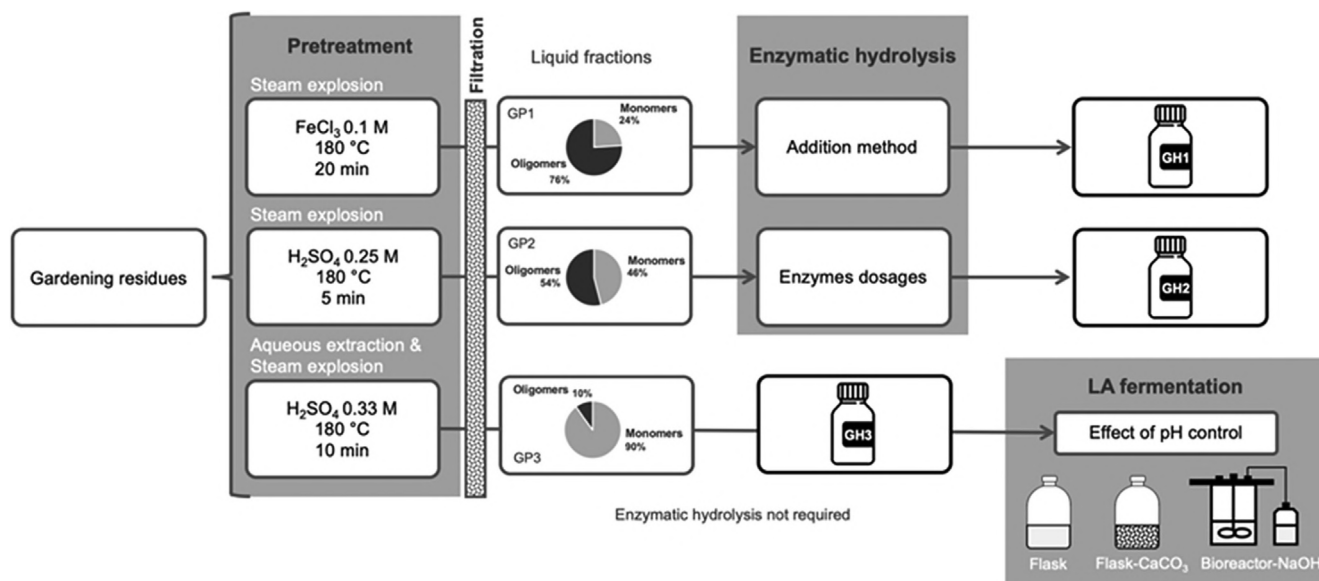 Pretreatment
Filtration
Liquid fractions
Enzymatic hydrolysis
Steam explosion
FeCl₃ 0.1 M
180 °C
20 min
GP1
Monomers
24%
Oligomers
76%
Addition method
GH1
Gardening residues
Steam explosion
H₂SO₄ 0.25 M
180 °C
5 min
GP2
Monomers
46%
Oligomers
54%
Enzymes dosages
GH2
Aqueous extraction &
Steam explosion
H₂SO₄ 0.33 M
180 °C
10 min
Oligomers 10%
Monomers
90%
GP3
GH3
Enzymatic hydrolysis not required
LA fermentation
Effect of pH control
Flask
Flask-CaCO₃
Bioreactor-NaOH